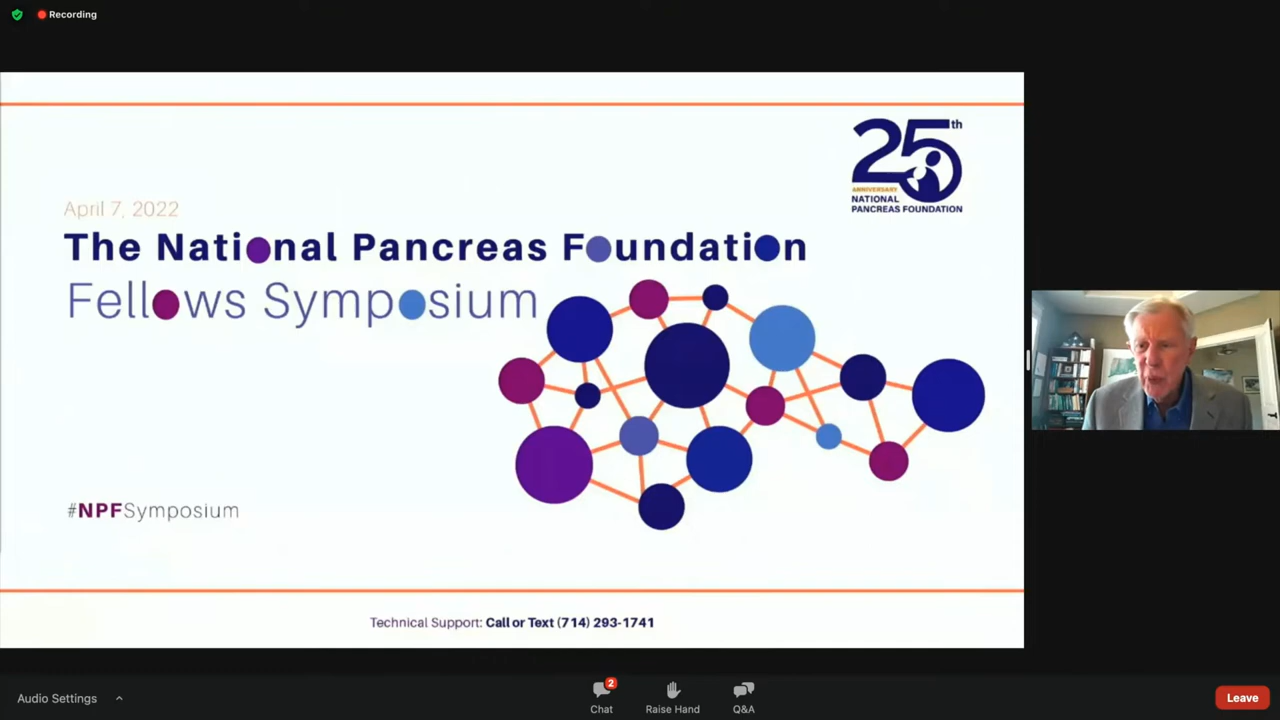 Recording
25th
ANNIVERSARY
NATIONAL
PANCREAS FOUNDATION
April 7, 2022
The National Pancreas Foundation
Fellows Symposium
#NPFSymposium
Technical Support: Call or Text (714) 293-1741
Audio Settings
2
Chat
Raise Hand
Q&A
Leave